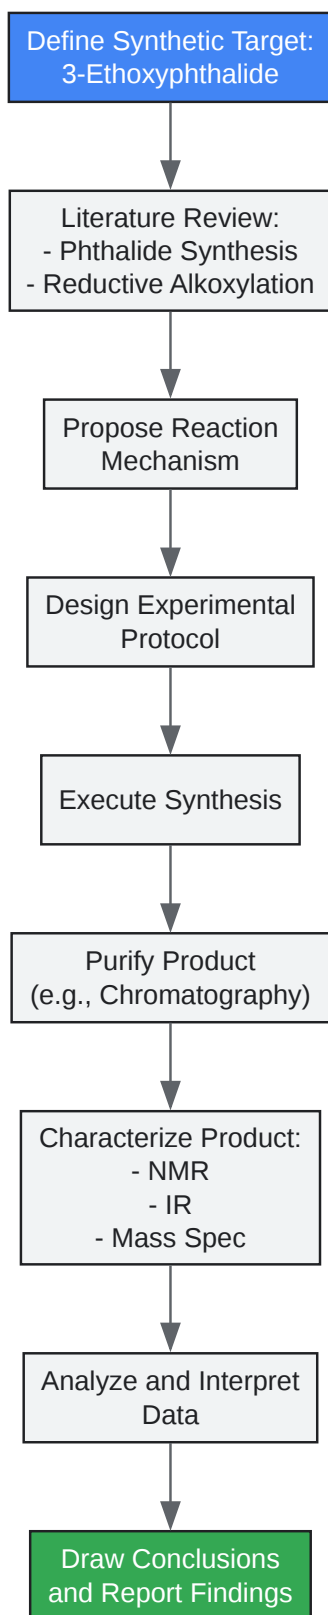 Define Synthetic Target:
3-Ethoxyphthalide
Literature Review:
- Phthalide Synthesis
- Reductive Alkoxylation
Propose Reaction
Mechanism
Design Experimental
Protocol
Execute Synthesis
Purify Product
(e.g., Chromatography)
Characterize Product:
- NMR
- IR
- Mass Spec
Analyze and Interpret
Data
Draw Conclusions
and Report Findings